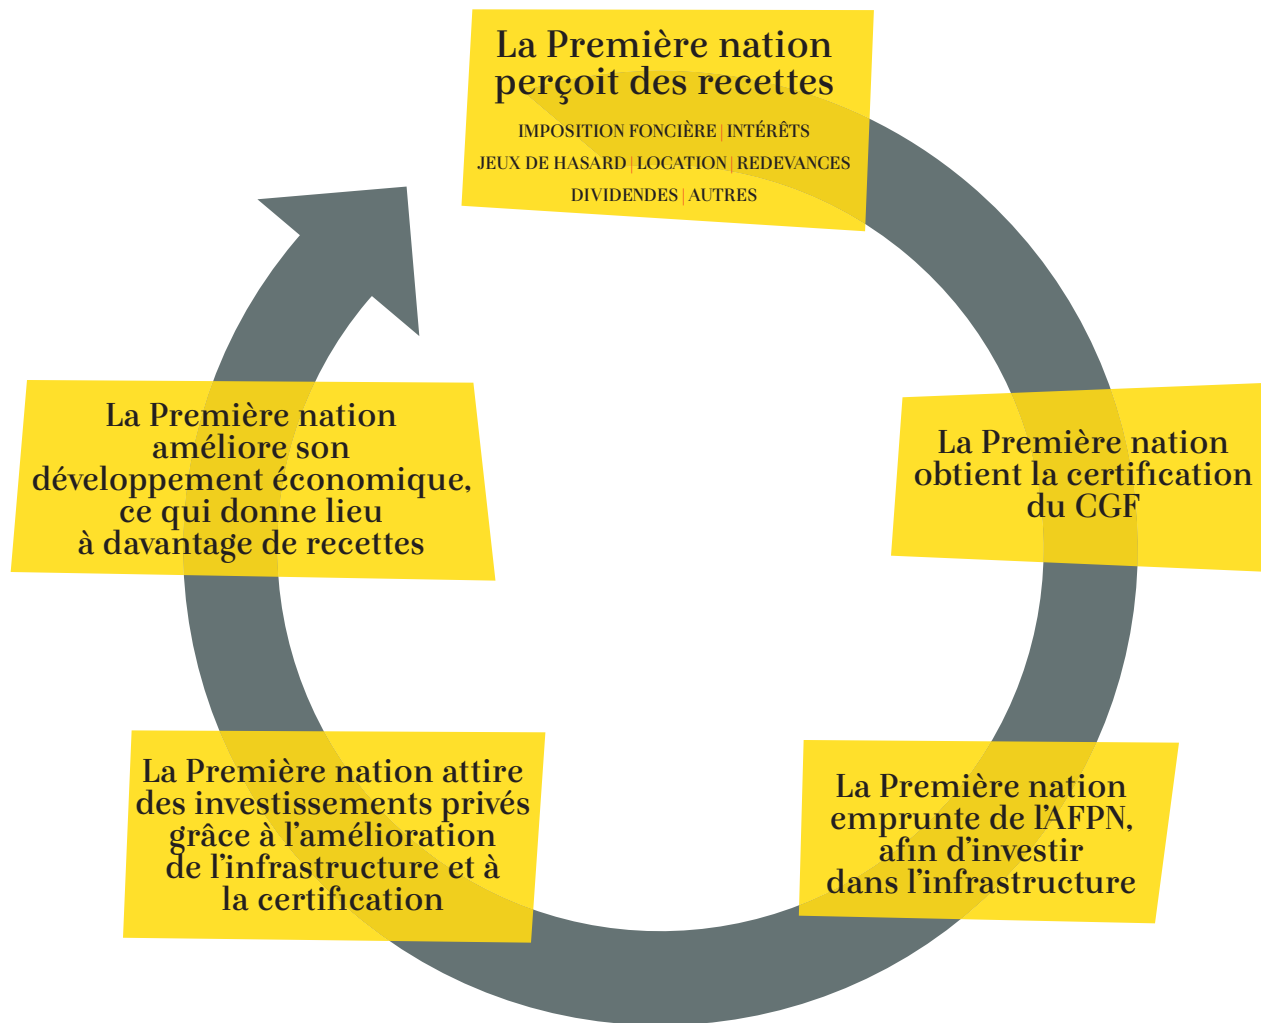 La Première nation
perçoit des recettes
IMPOSITION FONCIÈRE | INTÉRÊTS
JEUX DE HASARD | LOCATION | REDEVANCES
DIVIDENDES | AUTRES
La Première nation
obtient la certification
du CGF
La Première nation
emprunte de l’AFPN,
afin d’investir
dans l’infrastructure
La Première nation attire
des investissements privés
grâce à l’amélioration
de l’infrastructure et à
la certification
La Première nation
améliore son
développement économique,
ce qui donne lieu
à davantage de recettes